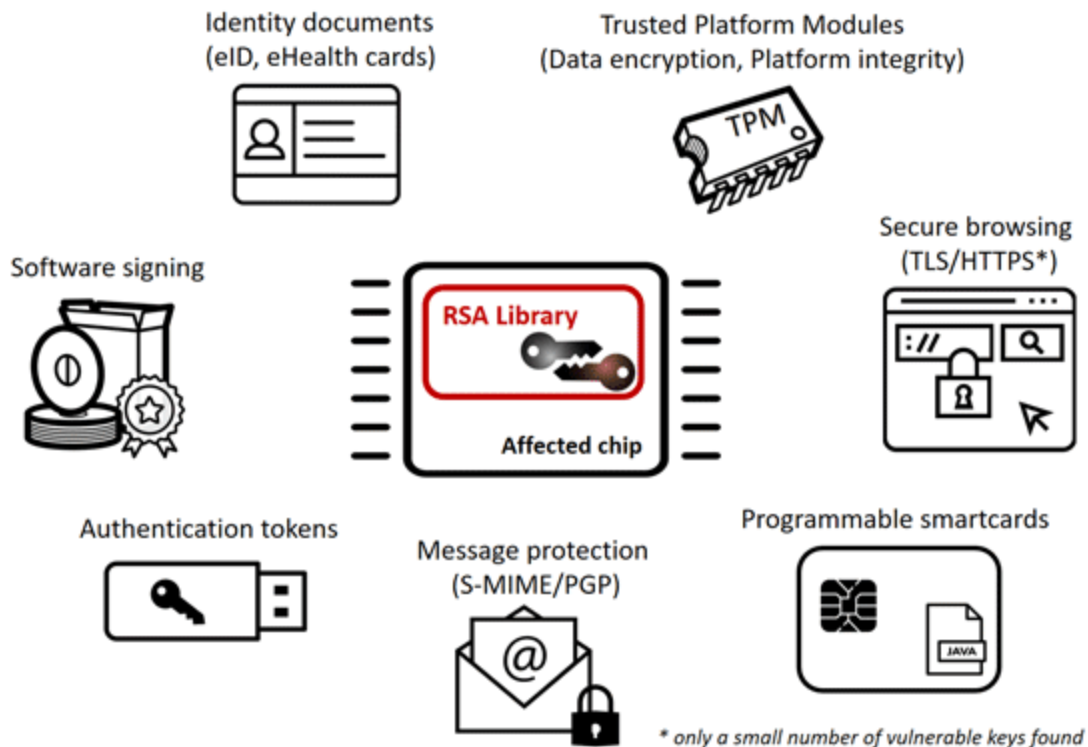 Identity documents
(eID, eHealth cards)
Trusted Platform Modules
(Data encryption, Platform integrity)
TPM
Secure browsing
(TLS/HTTPS*)
://
Software signing
RSA Library
Affected chip
Authentication tokens
Message protection
(S-MIME/PGP)
@
Programmable smartcards
JAVA
* only a small number of vulnerable keys found